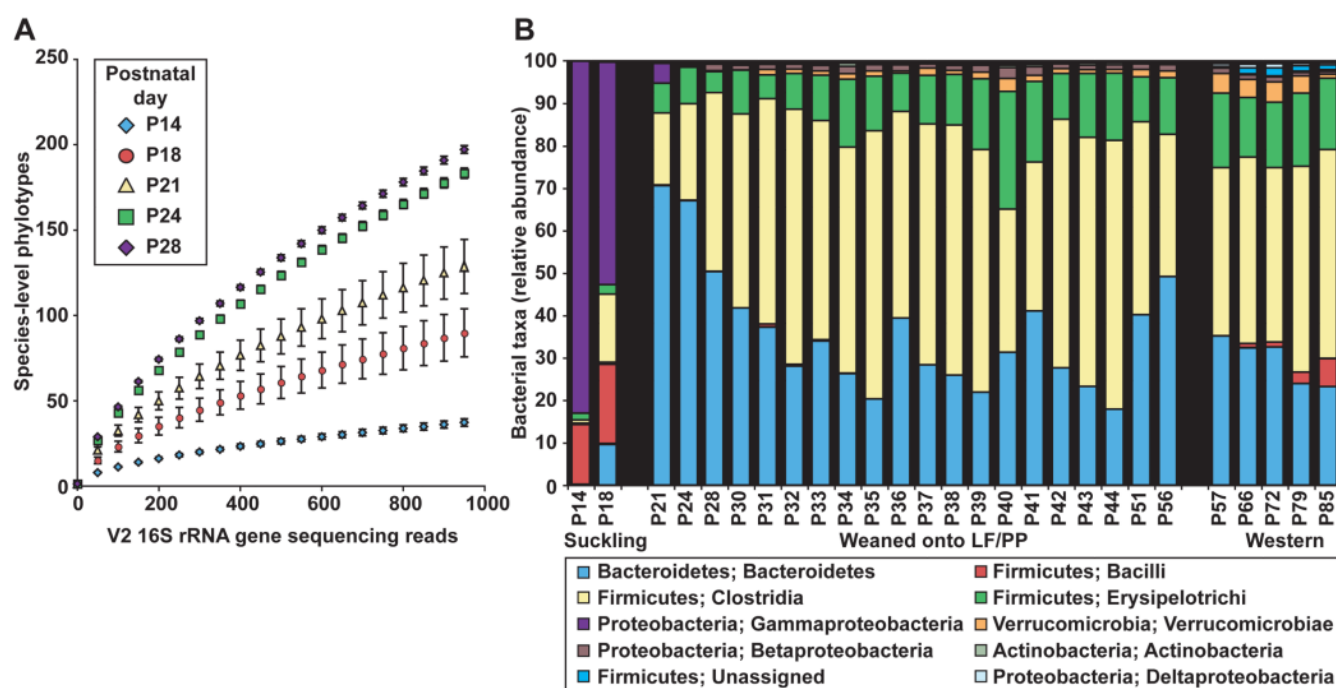 A
B
250
200
150
100
50
0
Species-level phylotypes
Postnatal
day
P14
P18
P21
P24
P28
0 200 400 600 800 1000
V2 16S rRNA gene sequencing reads
100
90
80
70
60
50
40
30
20
10
0
Bacterial taxa (relative abundance)
P14 P18 P21 P24 P28 P30 P31 P32 P33 P34 P35 P36 P37 P38 P39 P40 P41 P42 P43 P44 P51 P56 P57 P66 P72 P79 P85
Suckling Weaned onto LF/PP Western
Bacteroidetes; Bacteroidetes
Firmicutes; Clostridia
Proteobacteria; Gammaproteobacteria
Proteobacteria; Betaproteobacteria
Firmicutes; Unassigned
Firmicutes; Bacilli
Firmicutes; Erysipelotrichi
Verrucomicrobia; Verrucomicrobiae
Actinobacteria; Actinobacteria
Proteobacteria; Deltaproteobacteria